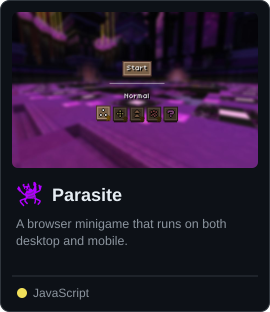 Start
Normal
Parasite
A browser minigame that runs on both
desktop and mobile.
JavaScript